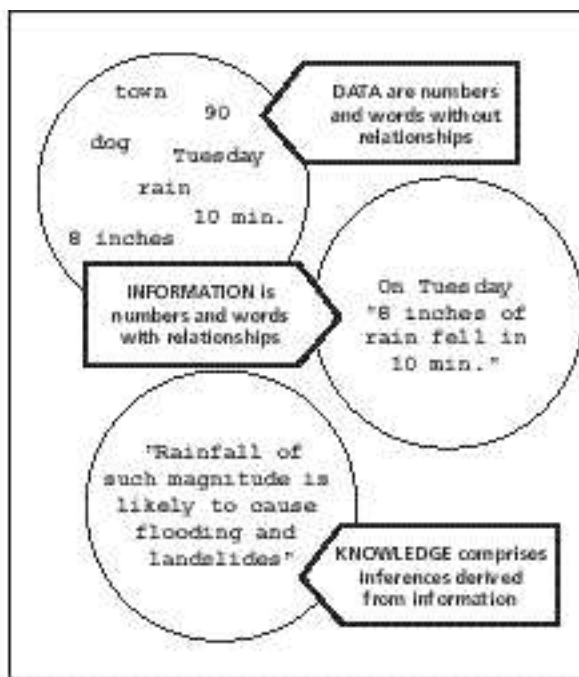 town
90
DATA are numbers
and words without
relationships
dog
Tuesday
rain
10 min.
8 inches
INFORMATION is
numbers and words
with relationships
On Tuesday
"8 inches of
rain fell in
10 min."
"Rainfall of
such magnitude is
likely to cause
flooding and
landslides"
KNOWLEDGE comprises
inferences derived
from information